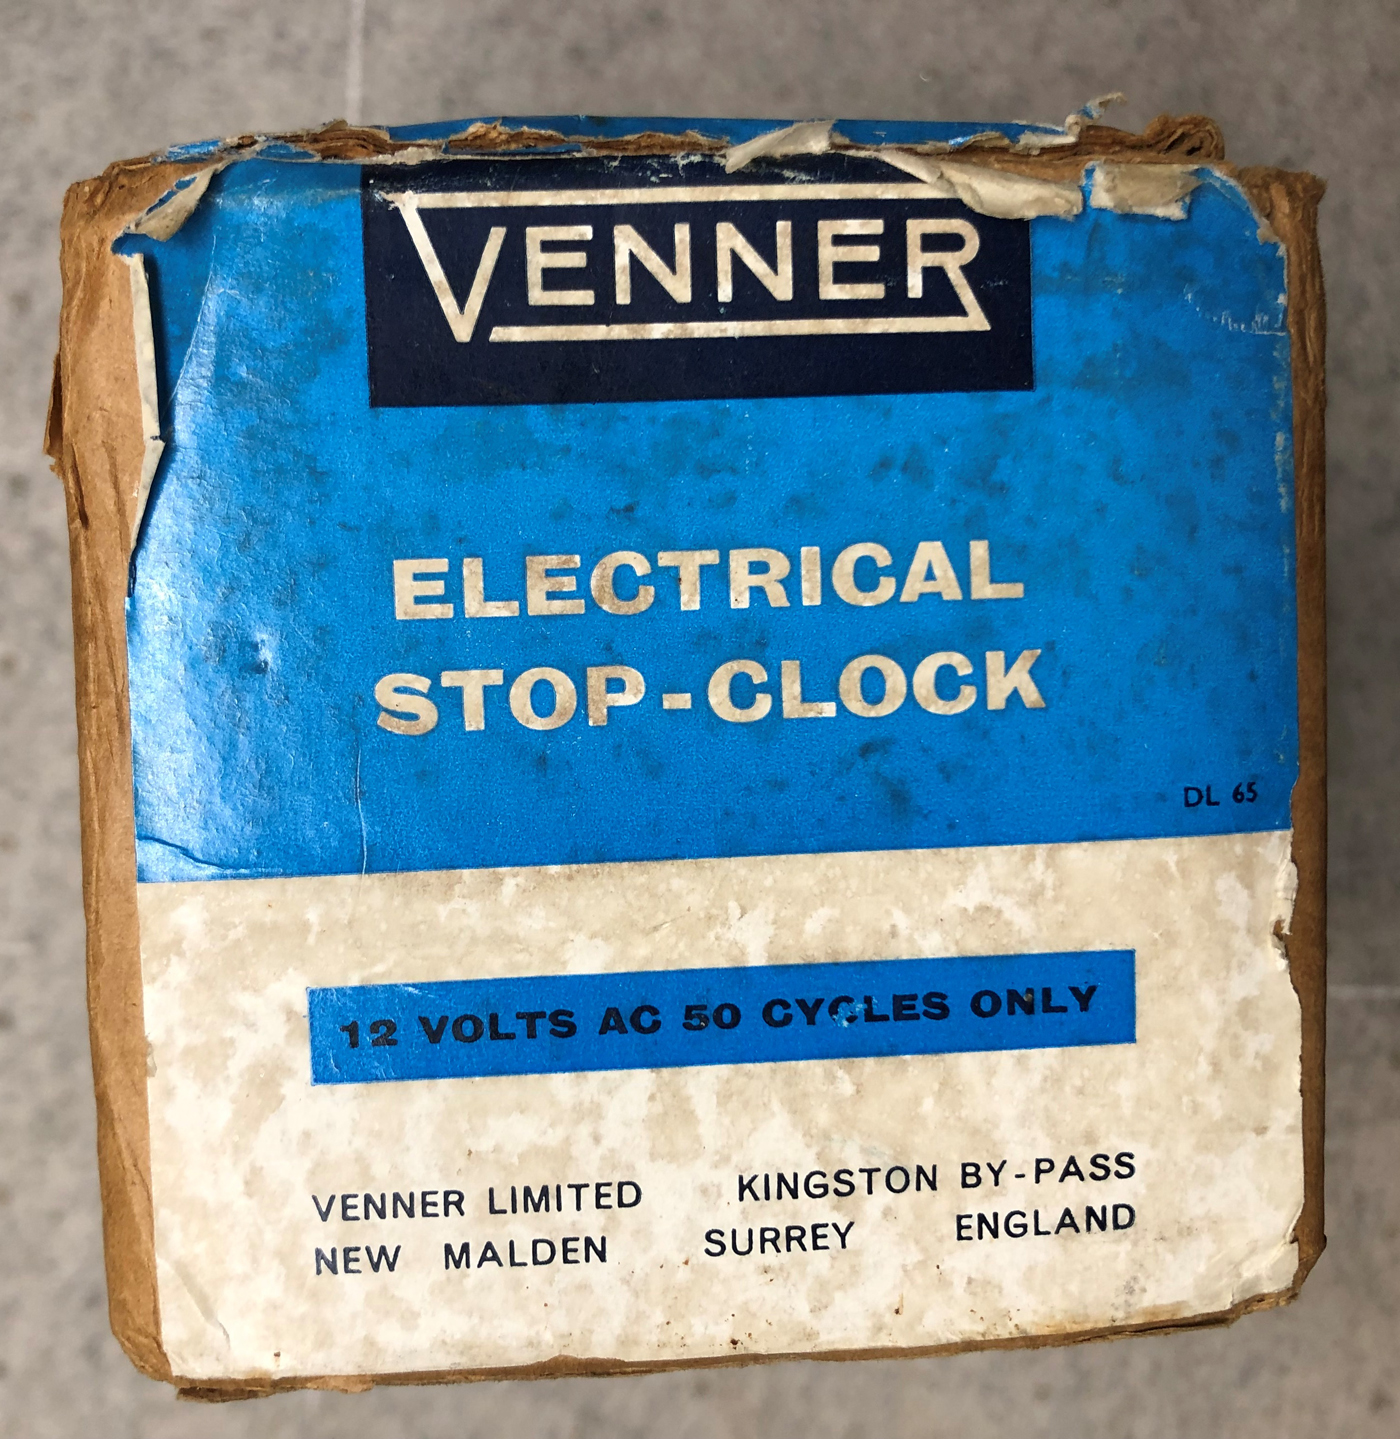 VENNER
ELECTRICAL
STOP-CLOCK
DL 65
12 VOLTS AC 50 CYCLES ONLY
VENNER LIMITED KINGSTON BY-PASS
NEW MALDEN SURREY ENGLAND